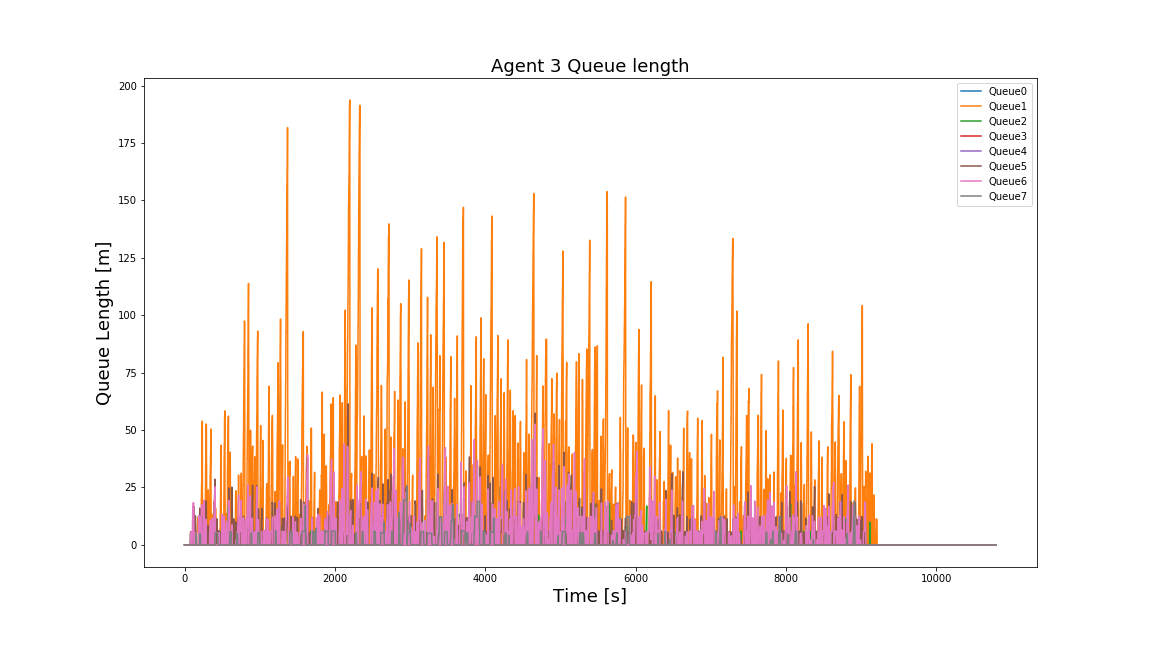 Agent 3 Queue length
Queue Length [m]
200
175
150
125
100
75
50
25
0
Queue0
Queue1
Queue2
Queue3
Queue4
Queue5
Queue6
Queue7
0 2000 4000 6000 8000 10000
Time [s]